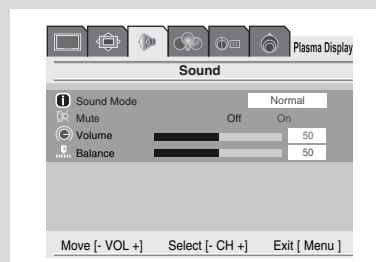 Plasma Display
Sound
Sound Mode Normal
Mute Off On
Volume 50
Balance 50
Move [- VOL +] Select [- CH +] Exit [ Menu ]